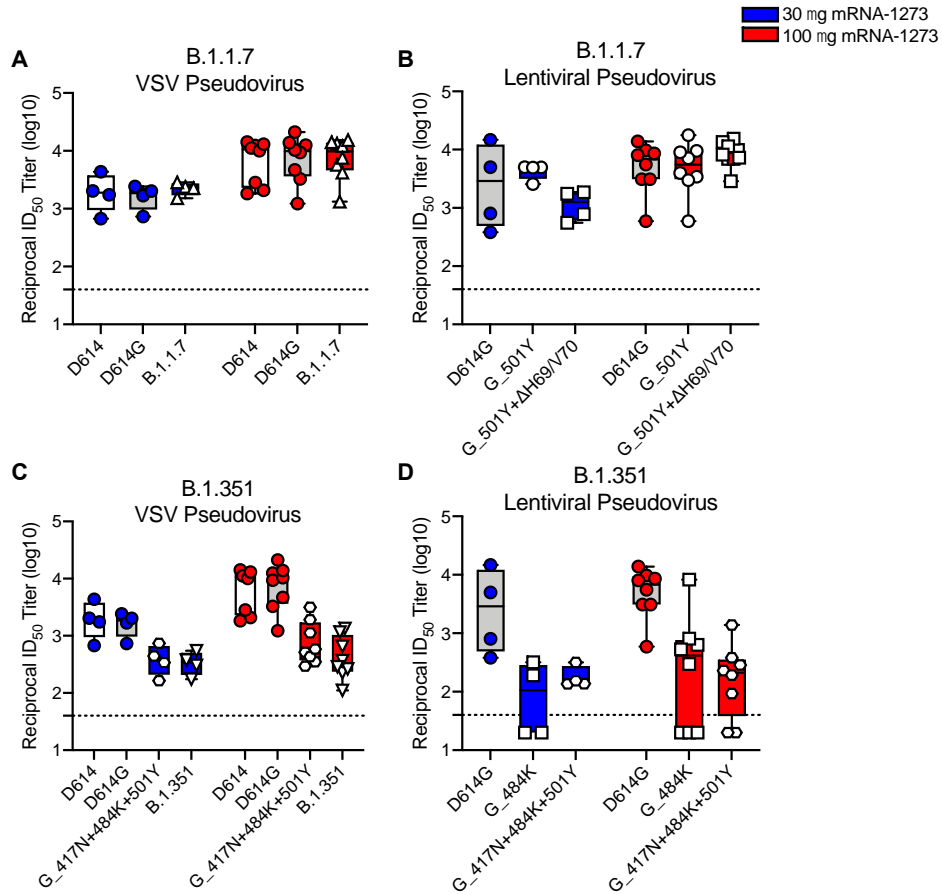 30 mg mRNA-1273
100 mg mRNA-1273
A
B.1.1.7
VSV Pseudovirus
Reciprocal ID50 Titer (log10)
5
4
3
2
1
D614
D614G
B.1.1.7
D614
D614G
B.1.1.7
B
B.1.1.7
Lentiviral Pseudovirus
Reciprocal ID50 Titer (log10)
5
4
3
2
1
D614G
G_501Y
G_501Y+ΔH69/V70
D614G
G_501Y
G_501Y+ΔH69/V70
C
B.1.351
VSV Pseudovirus
Reciprocal ID50 Titer (log10)
5
4
3
2
1
D614
D614G
G_417N+484K+501Y
B.1.351
D614
D614G
G_417N+484K+501Y
B.1.351
D
B.1.351
Lentiviral Pseudovirus
Reciprocal ID50 Titer (log10)
5
4
3
2
1
D614G
G_484K
G_417N+484K+501Y
D614G
G_484K
G_417N+484K+501Y